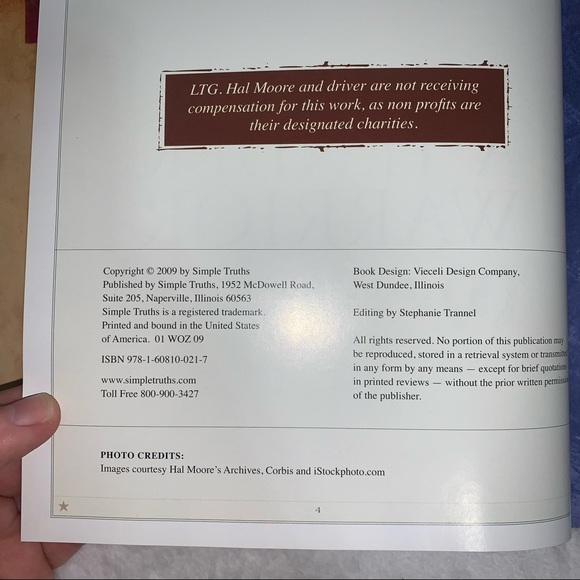 LTG. Hal Moore and driver are not receiving
compensation for this work, as non profits are
their designated charities.
Copyright © 2009 by Simple Truths
Published by Simple Truths, 1952 McDowell Road,
Suite 205, Naperville, Illinois 60563
Simple Truths is a registered trademark.
Printed and bound in the United States
of America. 01 WOZ 09
ISBN 978-1-60810-021-7
www.simpletruths.com
Toll Free 800-900-3427
Book Design: Vieceli Design Company,
West Dundee, Illinois
Editing by Stephanie Trannel
All rights reserved. No portion of this publication may
be reproduced, stored in a retrieval system or transmitted
in any form by any means — except for brief quotations
in printed reviews — without the prior written permission
of the publisher.
PHOTO CREDITS:
Images courtesy Hal Moore's Archives, Corbis and iStockphoto.com
4